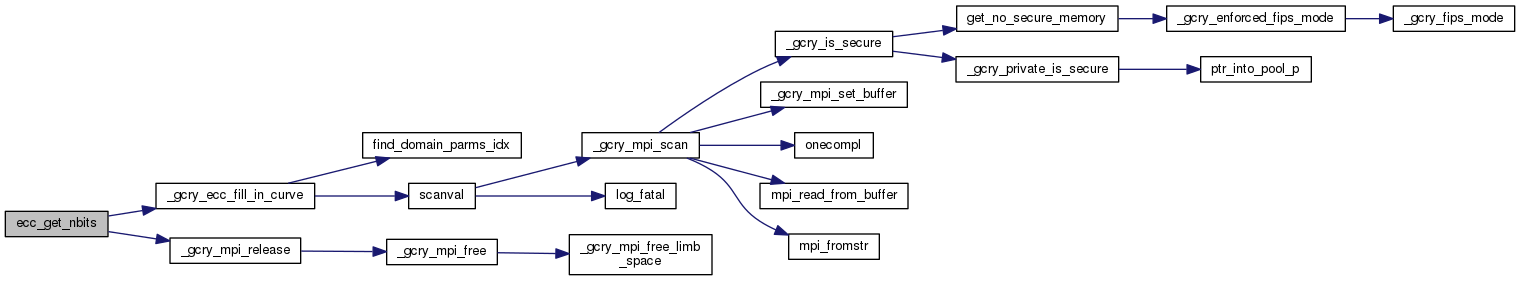 get_no_secure_memory
_gcry_enforced_fips_mode
_gcry_fips_mode
_gcry_is_secure
_gcry_private_is_secure
ptr_into_pool_p
_gcry_mpi_set_buffer
find_domain_parms_idx
_gcry_mpi_scan
onecompl
_gcry_ecc_fill_in_curve
scanval
log_fatal
mpi_read_from_buffer
ecc_get_nbits
_gcry_mpi_release
_gcry_mpi_free
_gcry_mpi_free_limb
_space
mpi_fromstr